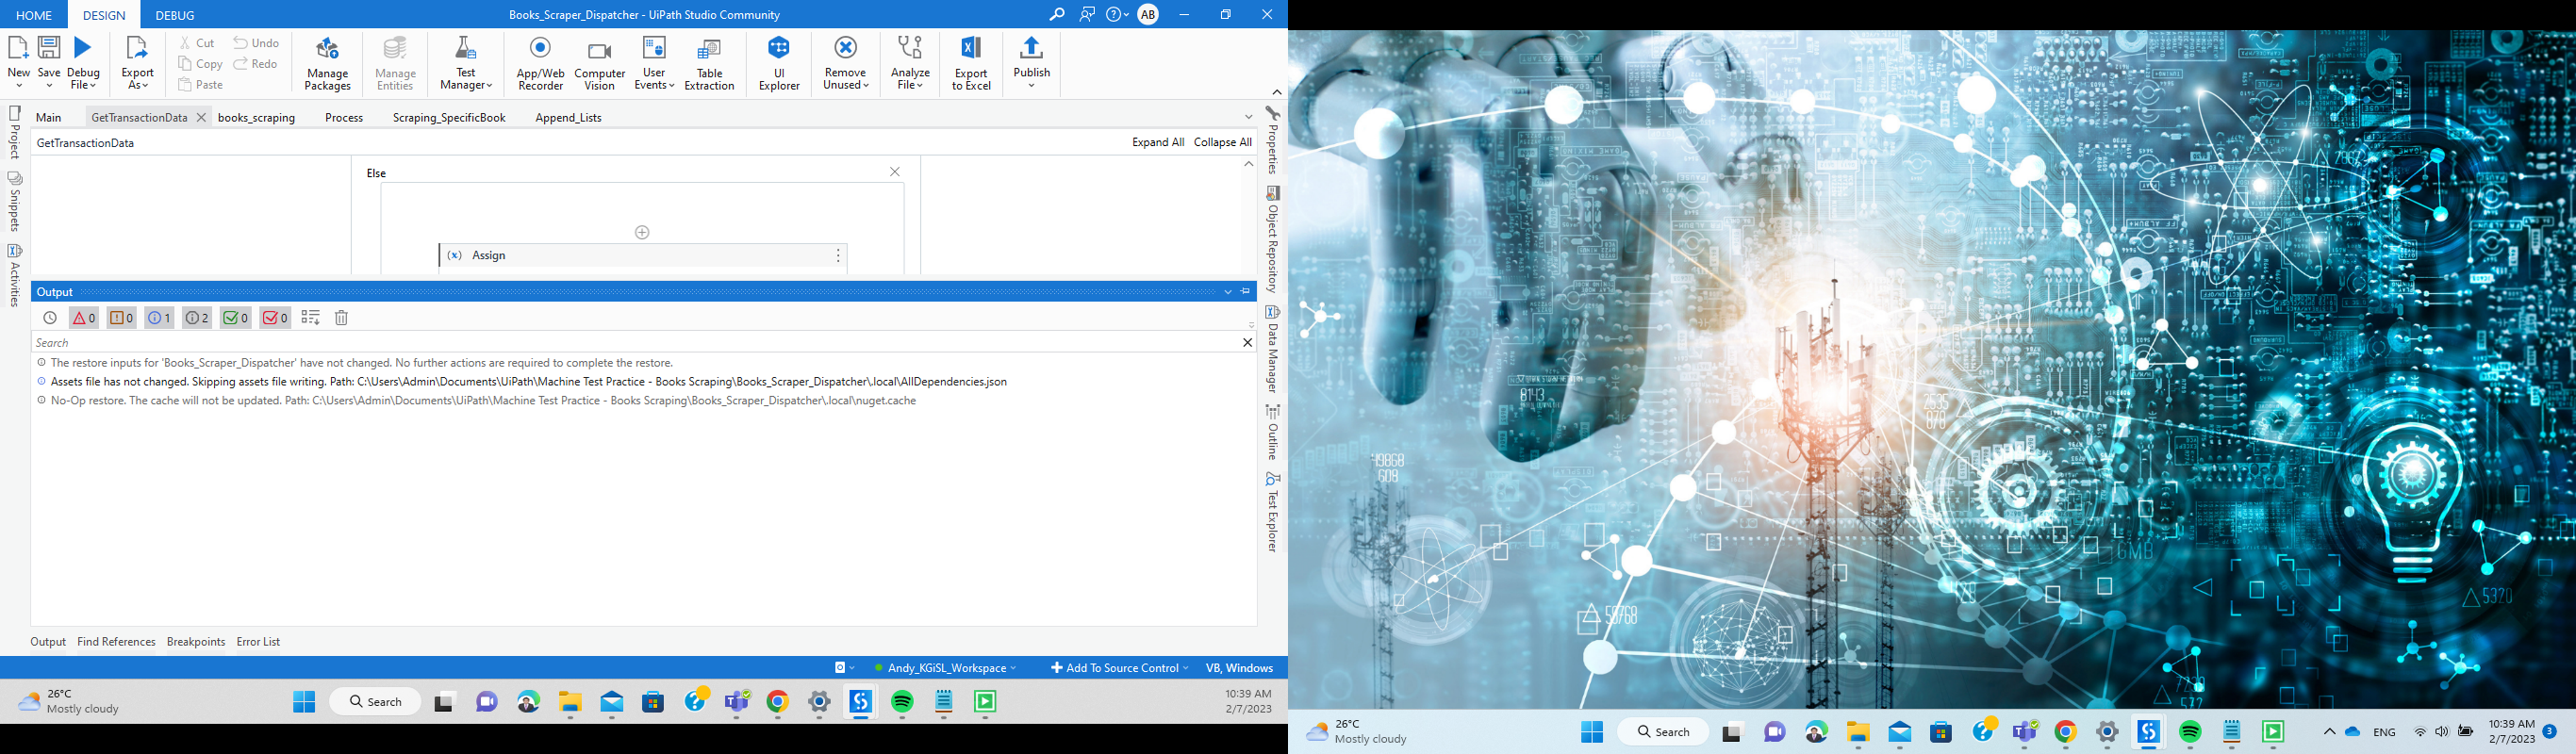 HOME DESIGN DEBUG Books_Scraper_Dispatcher - UiPath Studio Community AB
New Save Debug File Export As Cut Copy Paste Undo Redo Manage Packages Manage Entities Test Manager App/Web Recorder Computer Vision User Events Table Extraction UI Explorer Remove Unused Analyze File Export to Excel Publish
Main GetTransactionData books_scraping Process Scraping_SpecificBook Append_Lists
GetTransactionData Expand All Collapse All
Project
Snippets
Activities
Else
Assign
Output
0 0 1 2 0 0
Search
The restore inputs for 'Books_Scraper_Dispatcher' have not changed. No further actions are required to complete the restore.
Assets file has not changed. Skipping assets file writing. Path: C:\Users\Admin\Documents\UiPath\Machine Test Practice - Books Scraping\Books_Scraper_Dispatcher\.local\AllDependencies.json
No-Op restore. The cache will not be updated. Path: C:\Users\Admin\Documents\UiPath\Machine Test Practice - Books Scraping\Books_Scraper_Dispatcher\.local\nuget.cache
Properties
Object Repository
Data Manager
Outline
Test Explorer
Output Find References Breakpoints Error List
Andy_KGiSL_Workspace Add To Source Control VB, Windows
26°C
Mostly cloudy
Search
10:39 AM
2/7/2023
8143
2635
678
49868
608
59768
6MB
5320
26°C
Mostly cloudy
Search
ENG
10:39 AM
2/7/2023
3